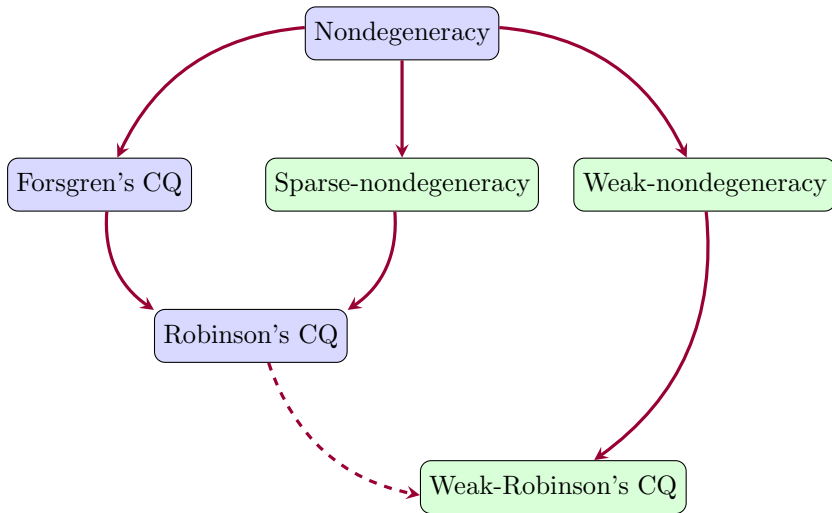 Nondegeneracy
Forsgren's CQ
Sparse-nondegeneracy
Weak-nondegeneracy
Robinson's CQ
Weak-Robinson's CQ